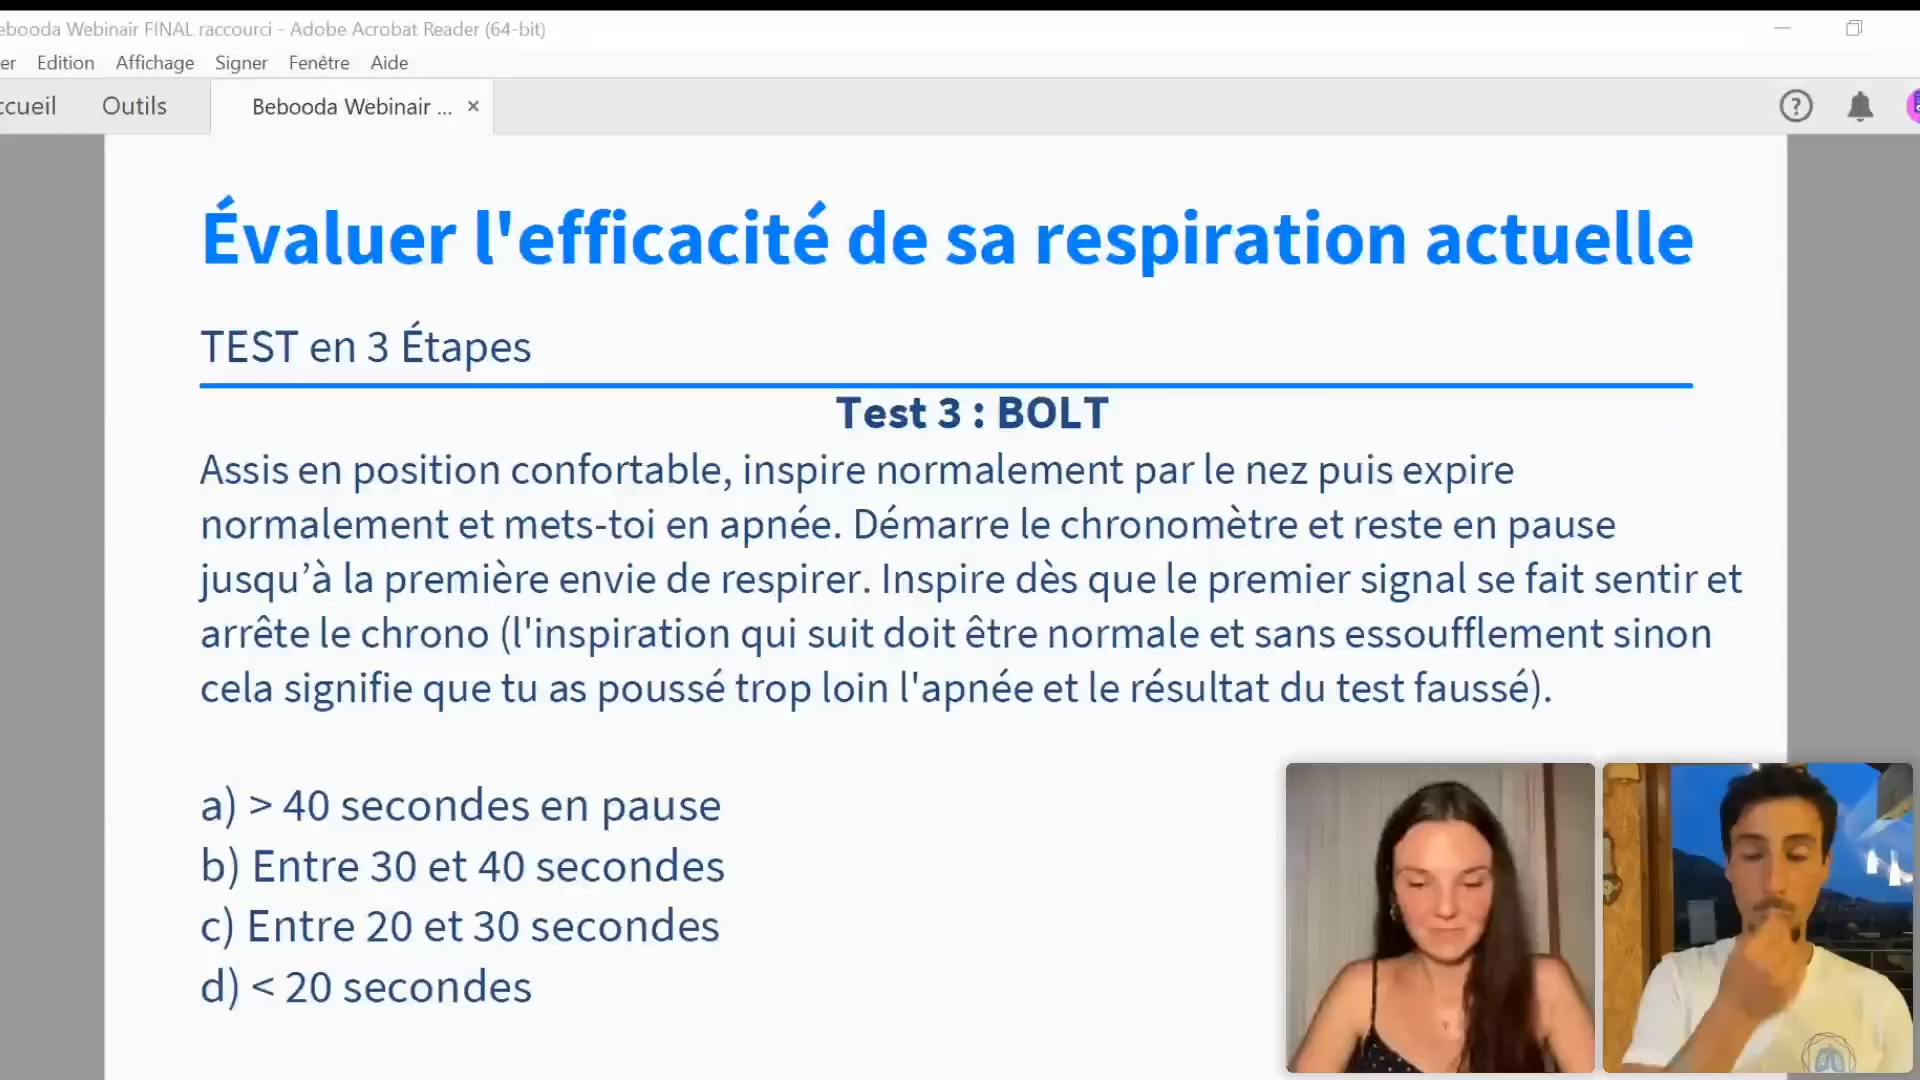 ebooda Webinair FINAL raccourci - Adobe Acrobat Reader (64-bit)
er Edition Affichage Signer Fenêtre Aide
ccueil Outils Bebooda Webinair ... ×
Évaluer l'efficacité de sa respiration actuelle
TEST en 3 Étapes
Test 3 : BOLT
Assis en position confortable, inspire normalement par le nez puis expire
normalement et mets-toi en apnée. Démarre le chronomètre et reste en pause
jusqu’à la première envie de respirer. Inspire dès que le premier signal se fait sentir et
arrête le chrono (l'inspiration qui suit doit être normale et sans essoufflement sinon
cela signifie que tu as poussé trop loin l'apnée et le résultat du test faussé).
a) > 40 secondes en pause
b) Entre 30 et 40 secondes
c) Entre 20 et 30 secondes
d) < 20 secondes